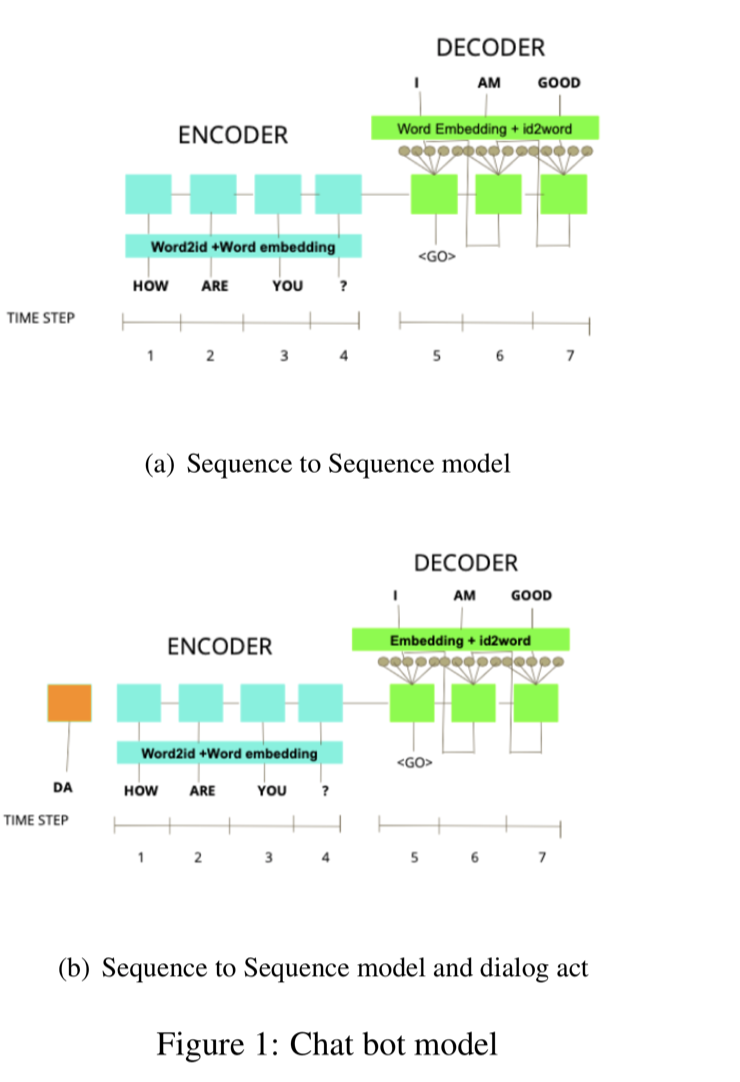 DECODER
I AM GOOD
Word Embedding + id2word
ENCODER
Word2id +Word embedding
<GO>
HOW ARE YOU ?
TIME STEP
1 2 3 4 5 6 7
(a) Sequence to Sequence model
DECODER
I AM GOOD
Embedding + id2word
ENCODER
Word2id +Word embedding
<GO>
DA HOW ARE YOU ?
TIME STEP
1 2 3 4 5 6 7
(b) Sequence to Sequence model and dialog act
Figure 1: Chat bot model